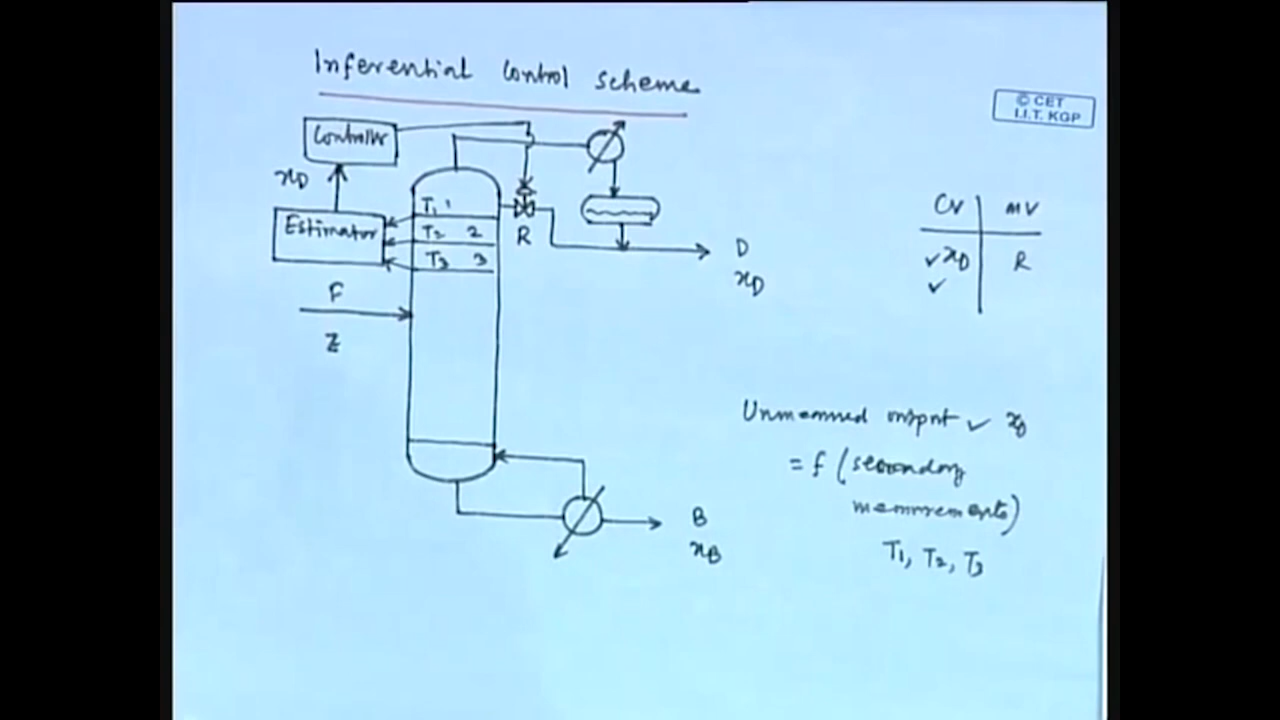 Inferential Control Scheme
© CET
I.I.T. KGP
Controller
xD
Estimator
T1 1
T2 2
T3 3
R
F
Z
D
xD
B
xB
CV MV
✓ xD R
✓
Unmeasured output ✓ xD
= f (secondary
measurements)
T1, T2, T3